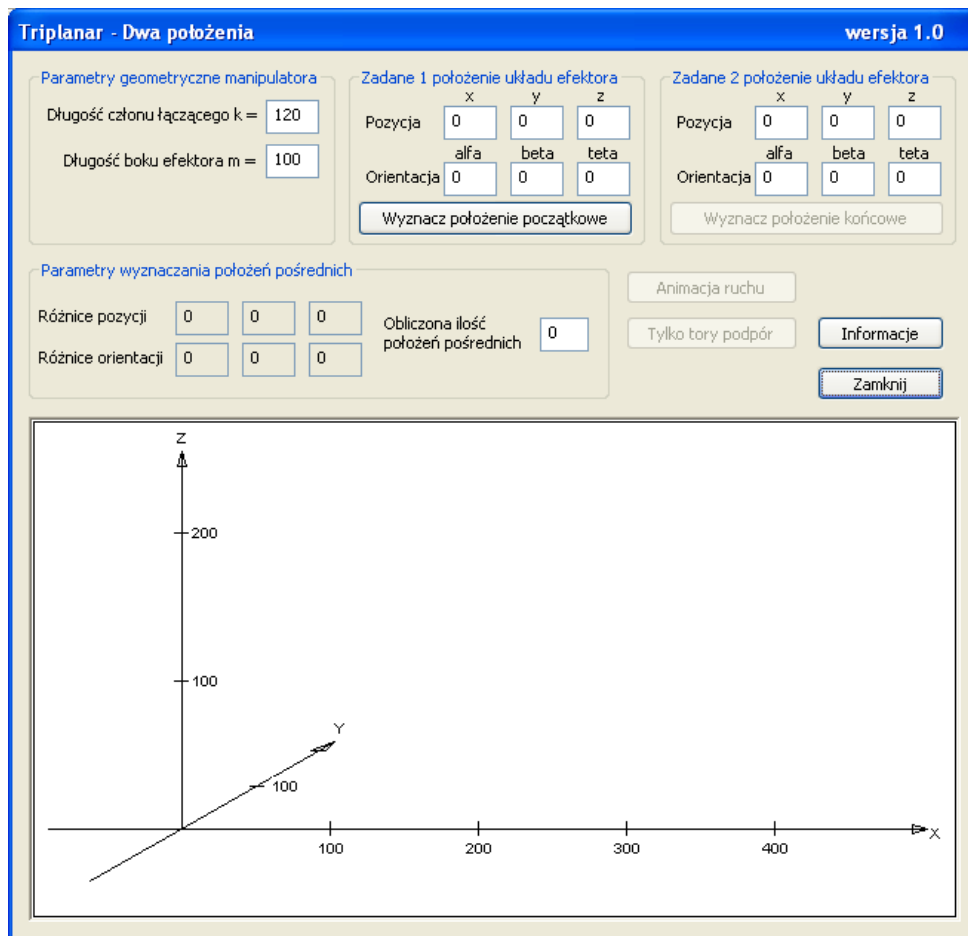 Triplanar - Dwa położenia wersja 1.0
Parametry geometryczne manipulatora
Długość członu łączącego k = 120
Długość boku efektora m = 100
Zadane 1 położenie układu efektora
x y z
Pozycja 0 0 0
alfa beta teta
Orientacja 0 0 0
Wyznacz położenie początkowe
Zadane 2 położenie układu efektora
x y z
Pozycja 0 0 0
alfa beta teta
Orientacja 0 0 0
Wyznacz położenie końcowe
Parametry wyznaczania położeń pośrednich
Różnice pozycji 0 0 0
Różnice orientacji 0 0 0
Obliczona ilość
położeń pośrednich 0
Animacja ruchu
Tylko tory podpór
Informacje
Zamknij
Z
200
100
Y
100
X
100 200 300 400